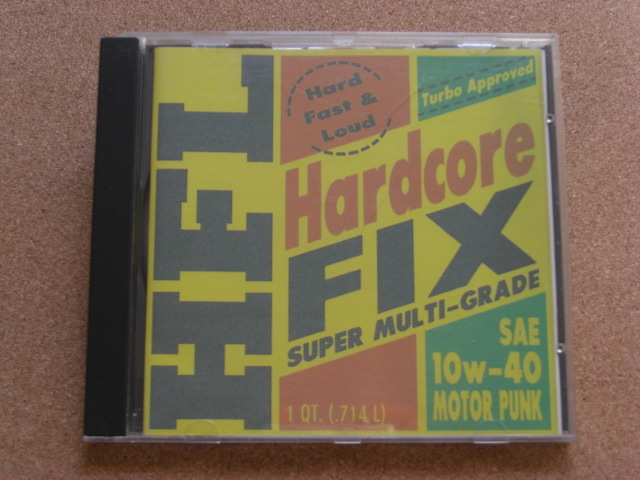 HFL
Hard
Fast &
Loud
Turbo Approved
Hardcore
FIX
SUPER MULTI-GRADE
SAE
10w-40
MOTOR PUNK
1 QT. (.714 L)